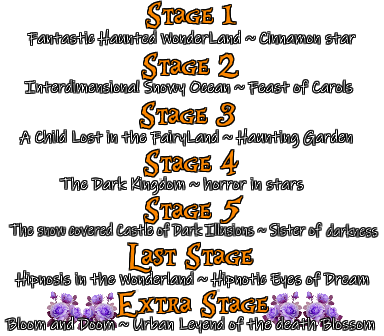 Stage 1
Fantastic Haunted WonderLand ~ Cinnamon star
Stage 2
Interdimensional Snowy Ocean ~ Feast of Carols
Stage 3
A Child Lost in the FairyLand ~ Haunting Garden
Stage 4
The Dark Kingdom ~ horror in stars
Stage 5
The snow covered Castle of Dark Illusions ~ Sister of darkness
Last Stage
Hipnosis in the Wonderland ~ Hipnotic Eyes of Dream
Extra Stage
Bloom and Doom ~ Urban Leyend of the death Blossom